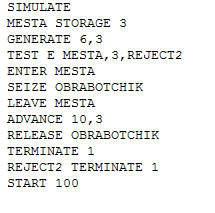 SIMULATE
MESTA STORAGE 3
GENERATE 6,3
TEST E MESTA,3,REJECT2
ENTER MESTA
SEIZE OBRABOTCHIK
LEAVE MESTA
ADVANCE 10,3
RELEASE OBRABOTCHIK
TERMINATE 1
REJECT2 TERMINATE 1
START 100